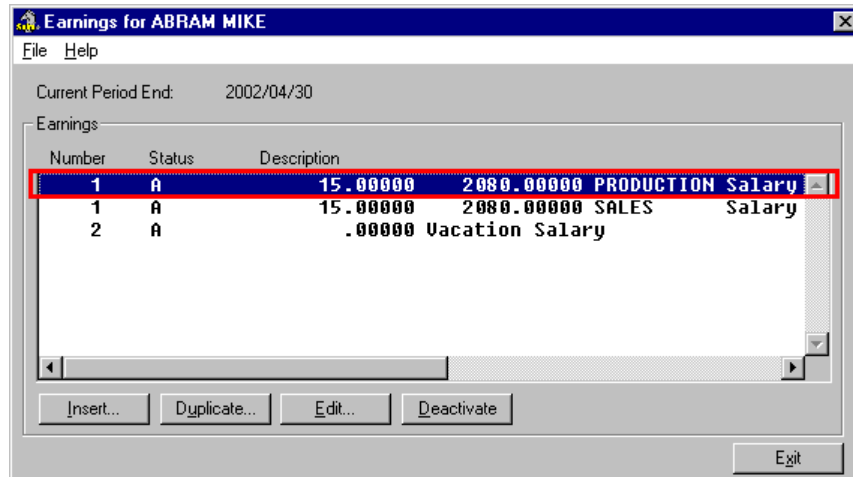 Earnings for ABRAM MIKE
File Help
Current Period End: 2002/04/30
Earnings
Number Status Description
1 A 15.00000 2080.00000 PRODUCTION Salary
1 A 15.00000 2080.00000 SALES Salary
2 A .00000 Vacation Salary
Insert... Duplicate... Edit... Deactivate
Exit